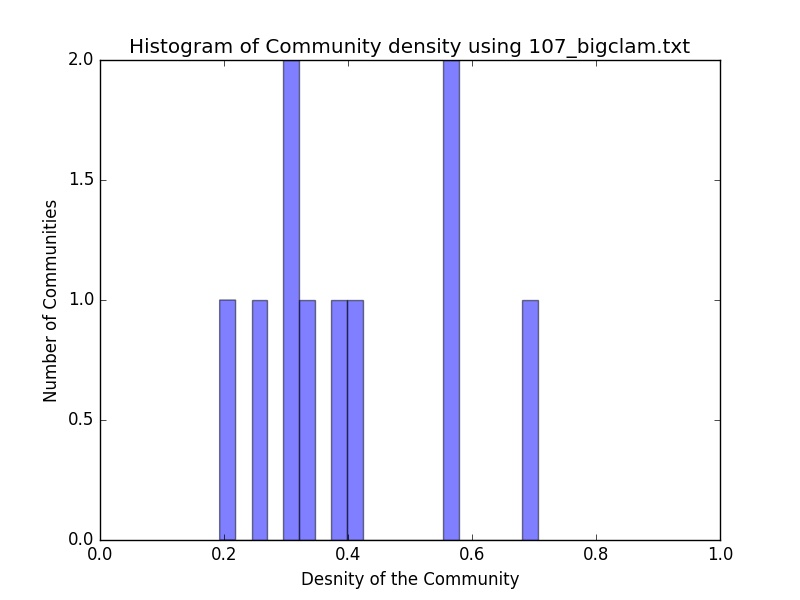 Histogram of Community density using 107_bigclam.txt
2.0
1.5
1.0
0.5
0.0
Number of Communities
0.0 0.2 0.4 0.6 0.8 1.0
Desnity of the Community